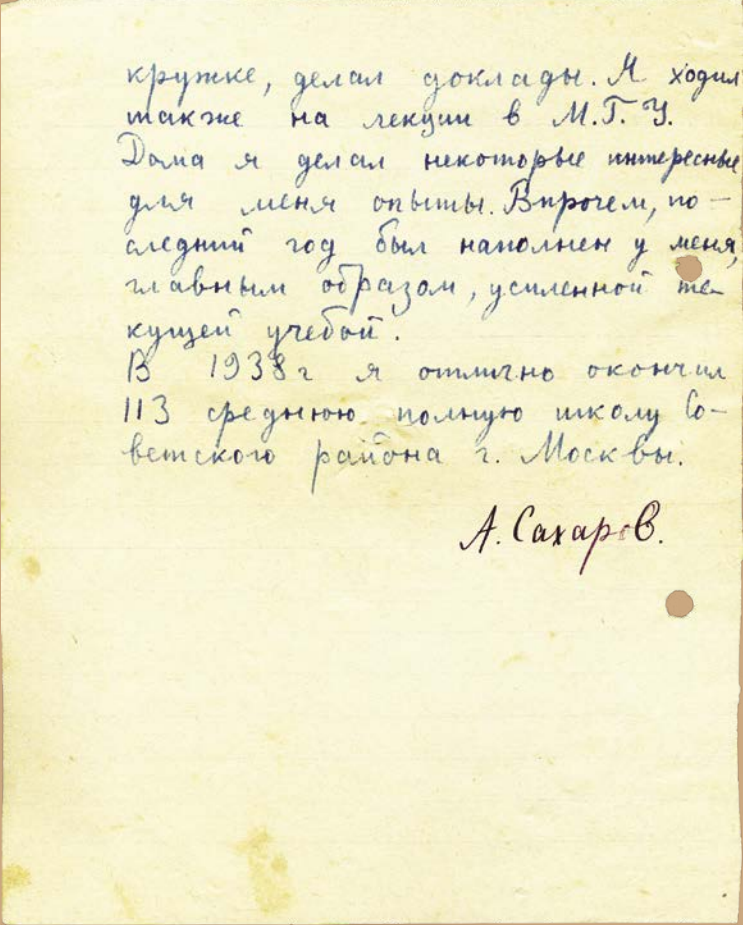 кружке, делал доклады. Я ходил
также на лекции в М.Г.У.
Дома я делал некоторые интересные
для меня опыты. Впрочем, по–
следний год был наполнен у меня,
главным образом, усиленной те–
кущей учебой.
В 1938г я отлично окончил
113 среднюю полную школу Со–
ветского района г. Москвы.
А. Сахаров.